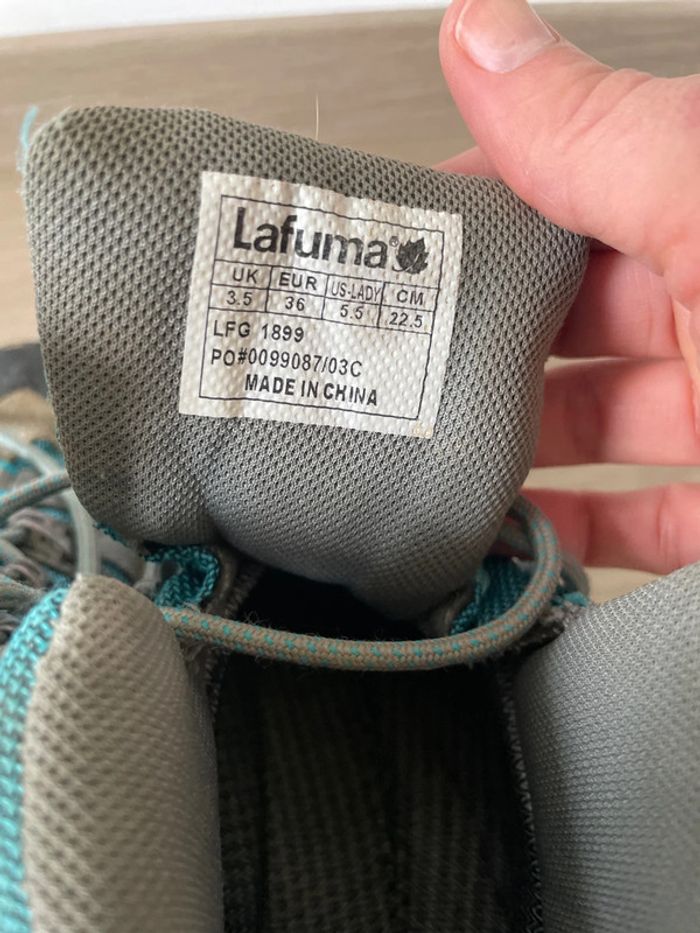 Lafuma®
UK EUR US-LADY CM
3.5 36 5.5 22.5
LFG 1899
PO#0099087/03C
MADE IN CHINA